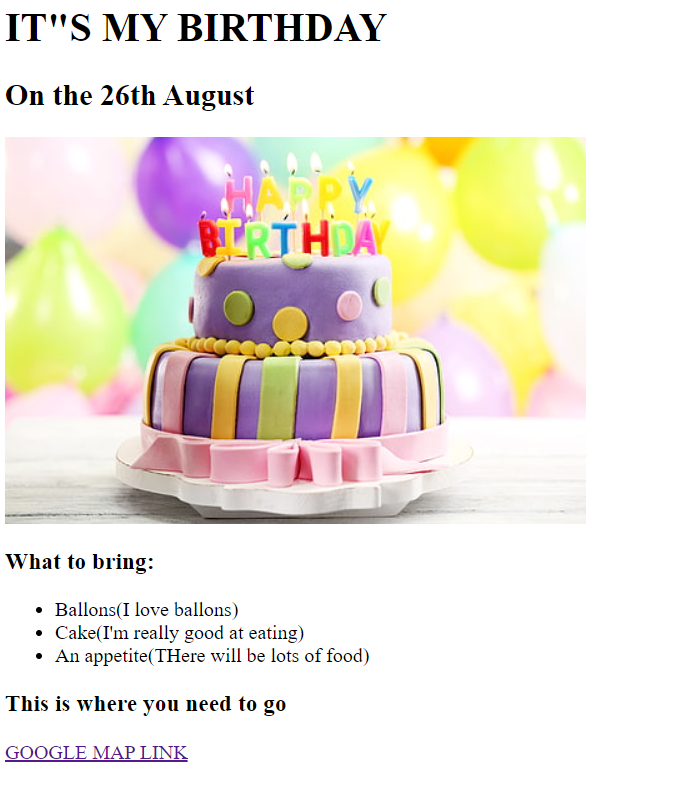 IT"S MY BIRTHDAY
On the 26th August
HAPPY
BIRTHDAY
What to bring:
• Ballons(I love ballons)
• Cake(I'm really good at eating)
• An appetite(THere will be lots of food)
This is where you need to go
GOOGLE MAP LINK